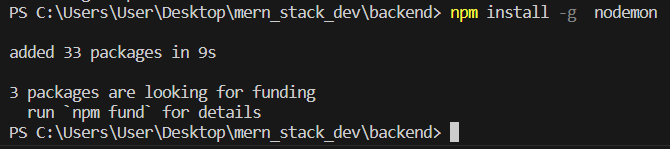 PS C:\Users\User\Desktop\mern_stack_dev\backend> npm install -g  nodemon
added 33 packages in 9s
3 packages are looking for funding
  run `npm fund` for details
PS C:\Users\User\Desktop\mern_stack_dev\backend>